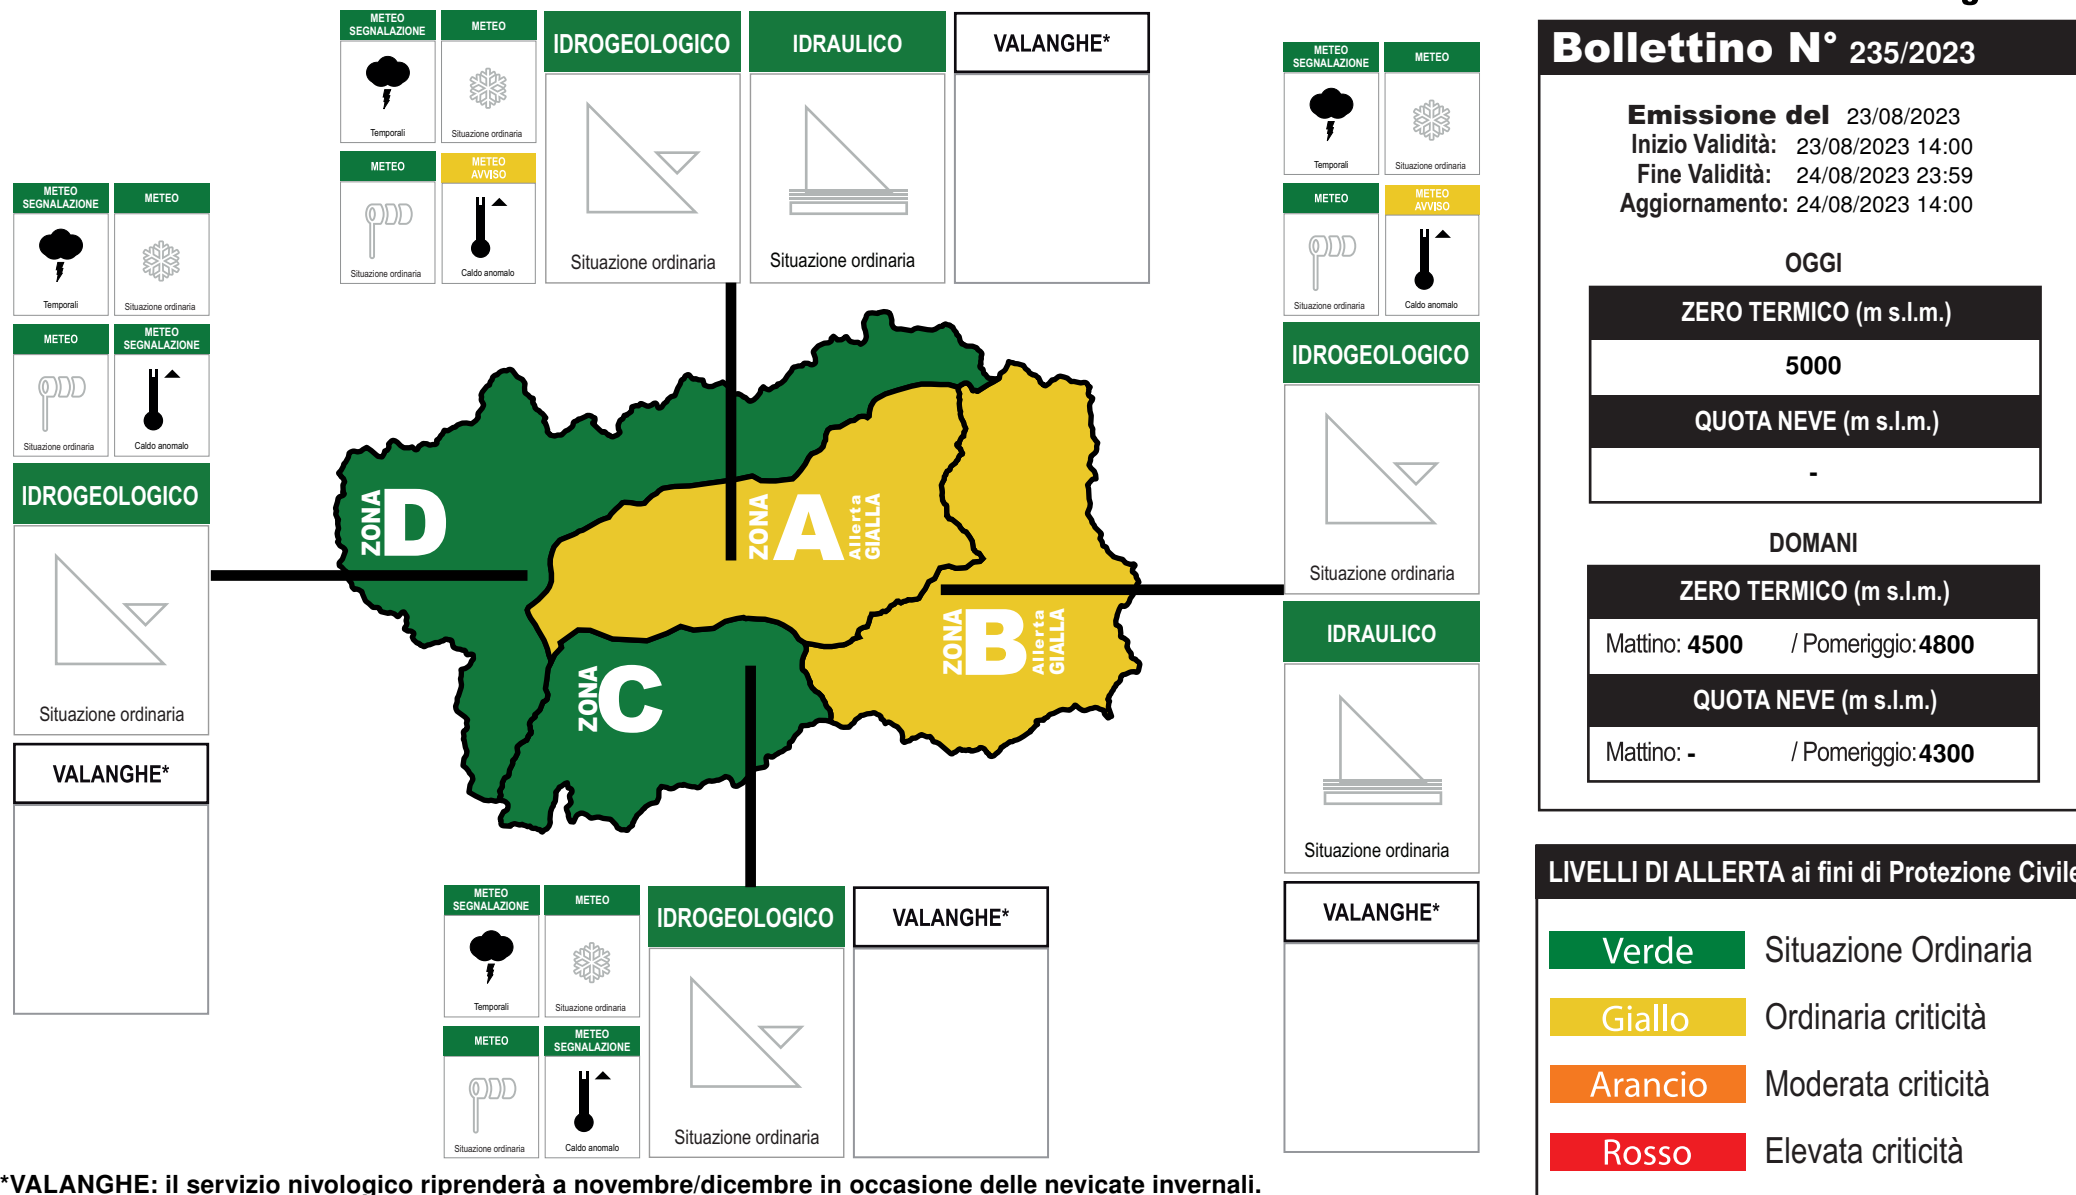 METEO
SEGNALAZIONE
Temporali
METEO
Situazione ordinaria
METEO
Situazione ordinaria
METEO
AVVISO
Caldo anomalo
IDROGEOLOGICO
Situazione ordinaria
IDRAULICO
Situazione ordinaria
VALANGHE*
METEO
SEGNALAZIONE
Temporali
METEO
Situazione ordinaria
METEO
Situazione ordinaria
METEO
SEGNALAZIONE
Caldo anomalo
IDROGEOLOGICO
Situazione ordinaria
VALANGHE*
ZONA D
ZONA A
Allerta
GIALLA
ZONA B
Allerta
GIALLA
ZONA C
METEO
SEGNALAZIONE
Temporali
METEO
Situazione ordinaria
METEO
Situazione ordinaria
METEO
AVVISO
Caldo anomalo
IDROGEOLOGICO
Situazione ordinaria
IDRAULICO
Situazione ordinaria
VALANGHE*
METEO
SEGNALAZIONE
Temporali
METEO
Situazione ordinaria
METEO
Situazione ordinaria
METEO
SEGNALAZIONE
Caldo anomalo
IDROGEOLOGICO
Situazione ordinaria
VALANGHE*
*VALANGHE: il servizio nivologico riprenderà a novembre/dicembre in occasione delle nevicate invernali.
Bollettino N° 235/2023
Emissione del 23/08/2023
Inizio Validità: 23/08/2023 14:00
Fine Validità: 24/08/2023 23:59
Aggiornamento: 24/08/2023 14:00
OGGI
ZERO TERMICO (m s.l.m.)
5000
QUOTA NEVE (m s.l.m.)
-
DOMANI
ZERO TERMICO (m s.l.m.)
Mattino: 4500 / Pomeriggio: 4800
QUOTA NEVE (m s.l.m.)
Mattino: - / Pomeriggio: 4300
LIVELLI DI ALLERTA ai fini di Protezione Civile
Verde Situazione Ordinaria
Giallo Ordinaria criticità
Arancio Moderata criticità
Rosso Elevata criticità